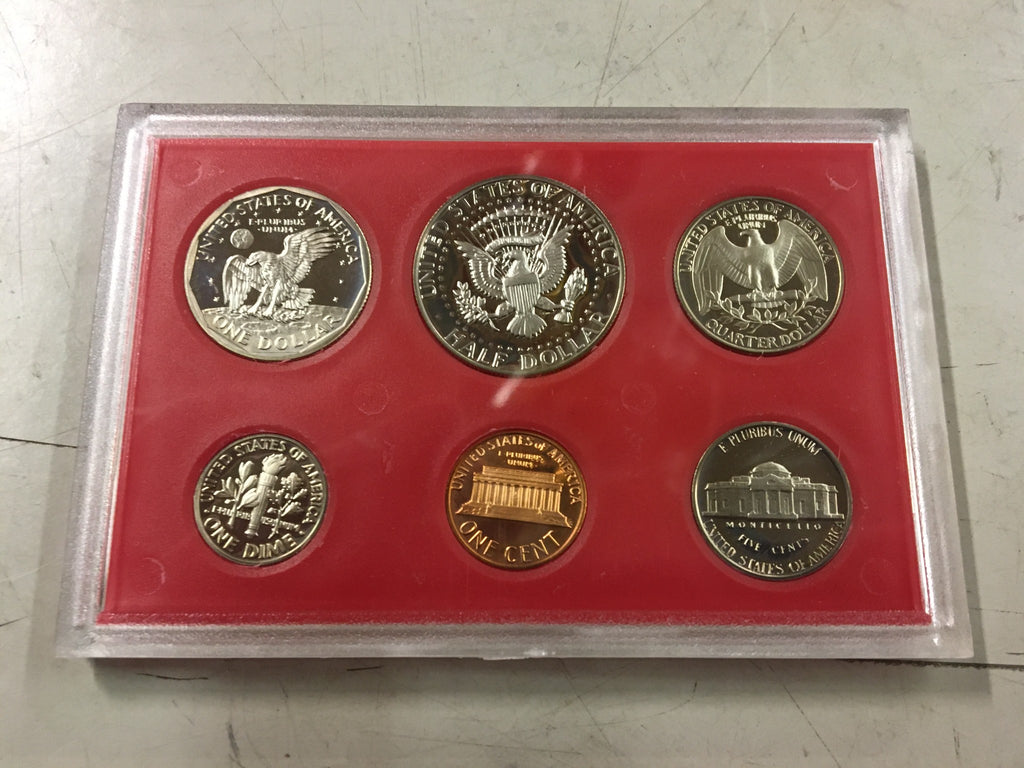 UNITED STATES OF AMERICA
E·PLURIBUS
UNUM
ONE DOLLAR
UNITED STATES OF AMERICA
HALF DOLLAR
UNITED STATES OF AMERICA
E PLURIBUS
UNUM
QUARTER DOLLAR
UNITED STATES OF AMERICA
ONE DIME
UNITED STATES OF AMERICA
E PLURIBUS
UNUM
ONE CENT
E PLURIBUS UNUM
MONTICELLO
FIVE CENTS
UNITED STATES OF AMERICA